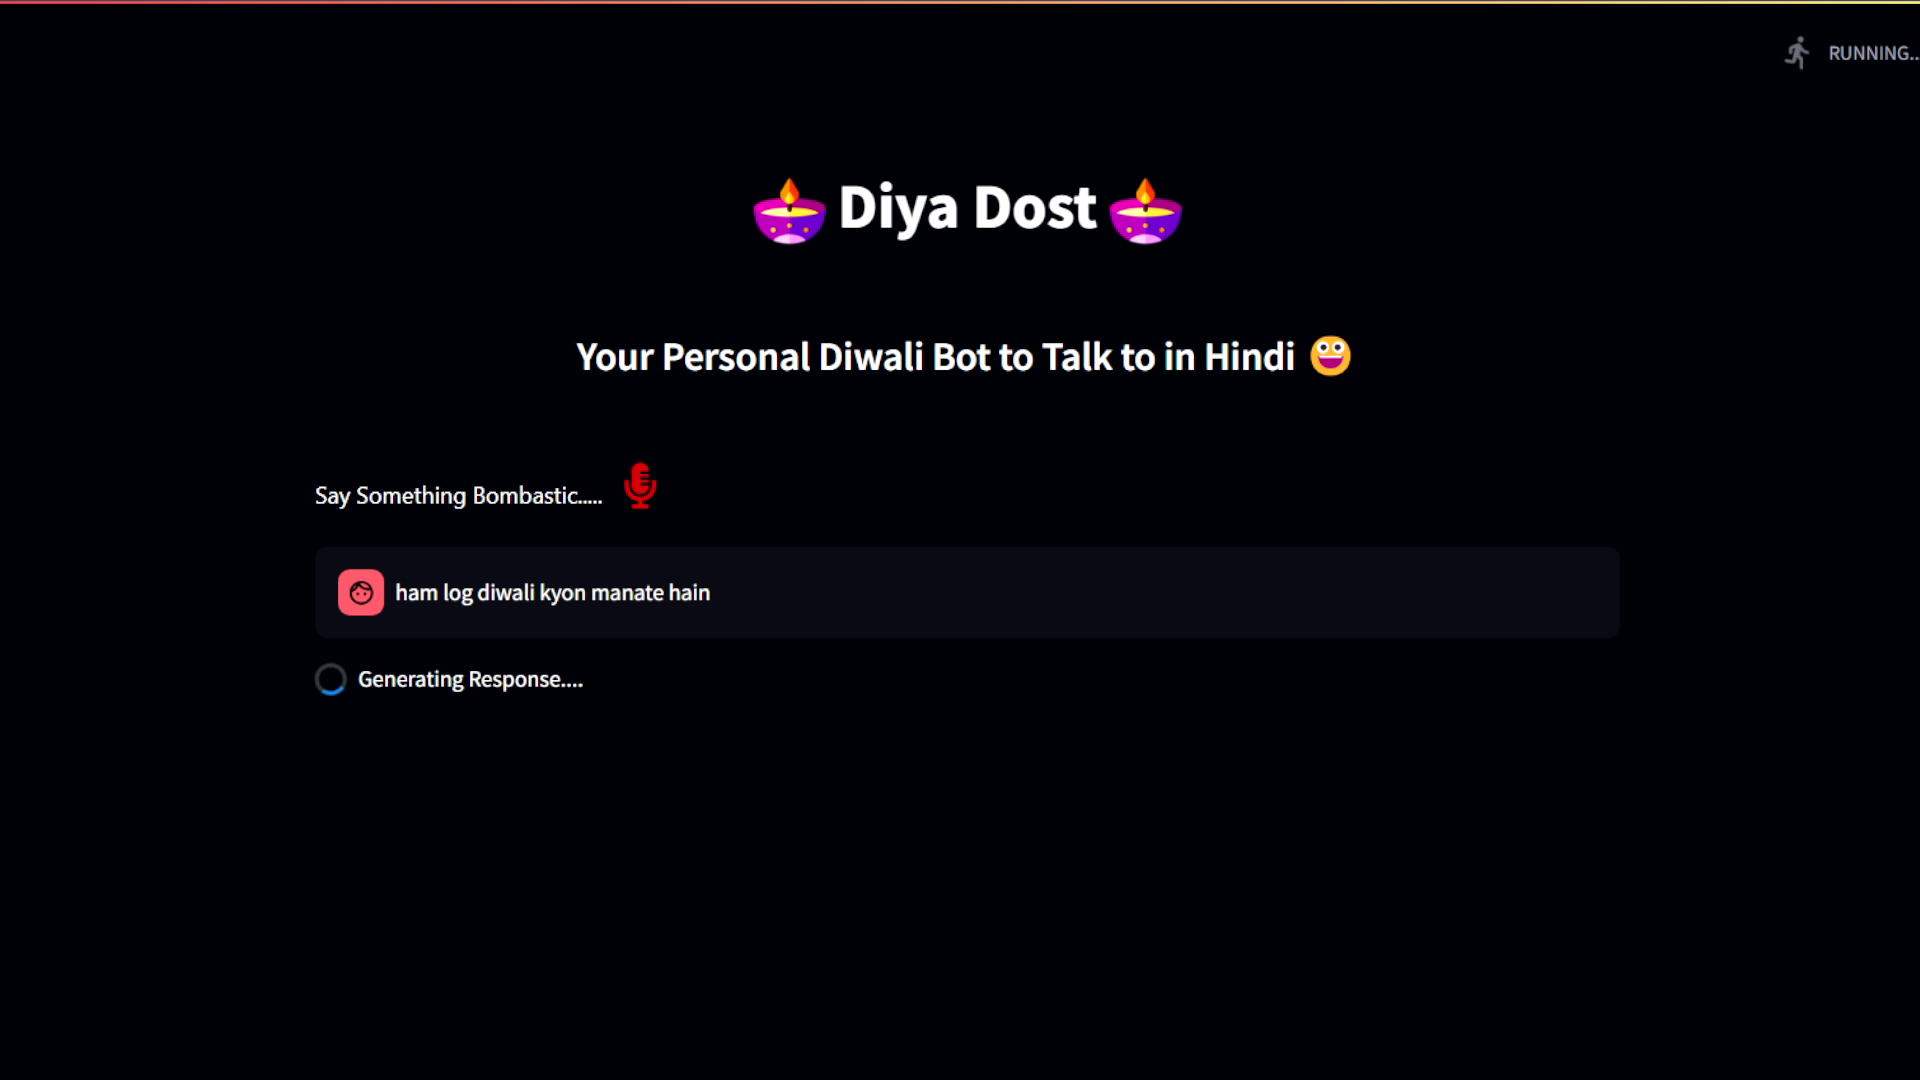 RUNNING...
Diya Dost
Your Personal Diwali Bot to Talk to in Hindi
Say Something Bombastic.....
ham log diwali kyon manate hain
Generating Response....